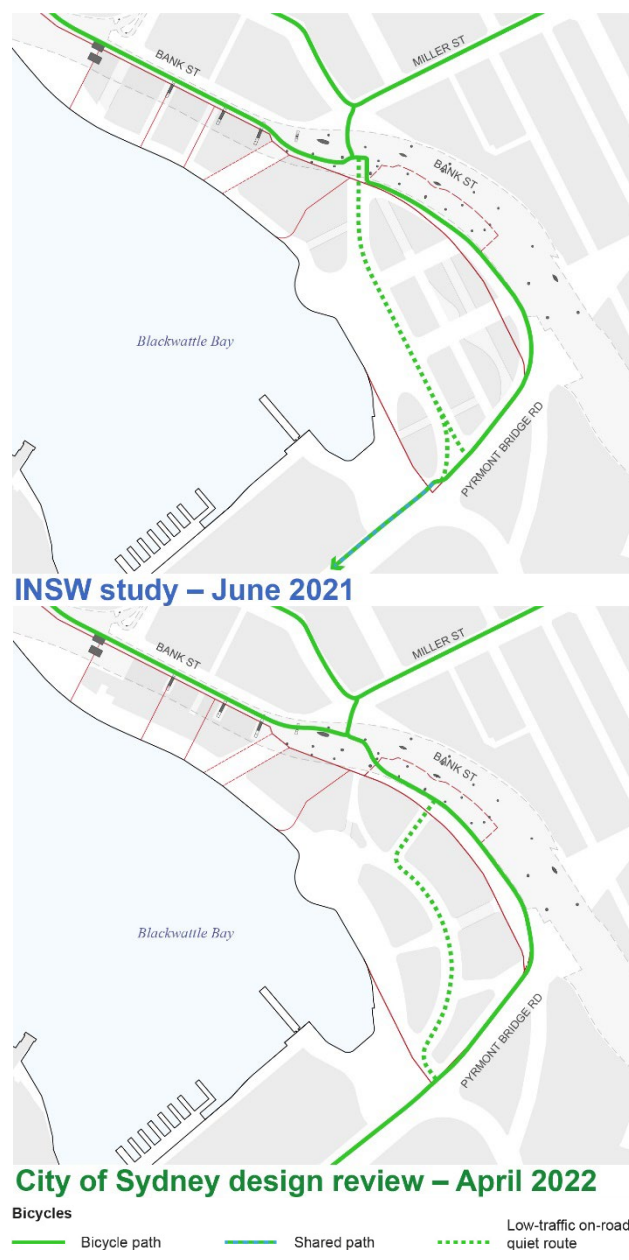 BANK ST
MILLER ST
BANK ST
Blackwattle Bay
PYRMONT BRIDGE RD
INSW study – June 2021
BANK ST
MILLER ST
BANK ST
Blackwattle Bay
PYRMONT BRIDGE RD
City of Sydney design review – April 2022
Bicycles
Bicycle path
Shared path
Low-traffic on-road
quiet route